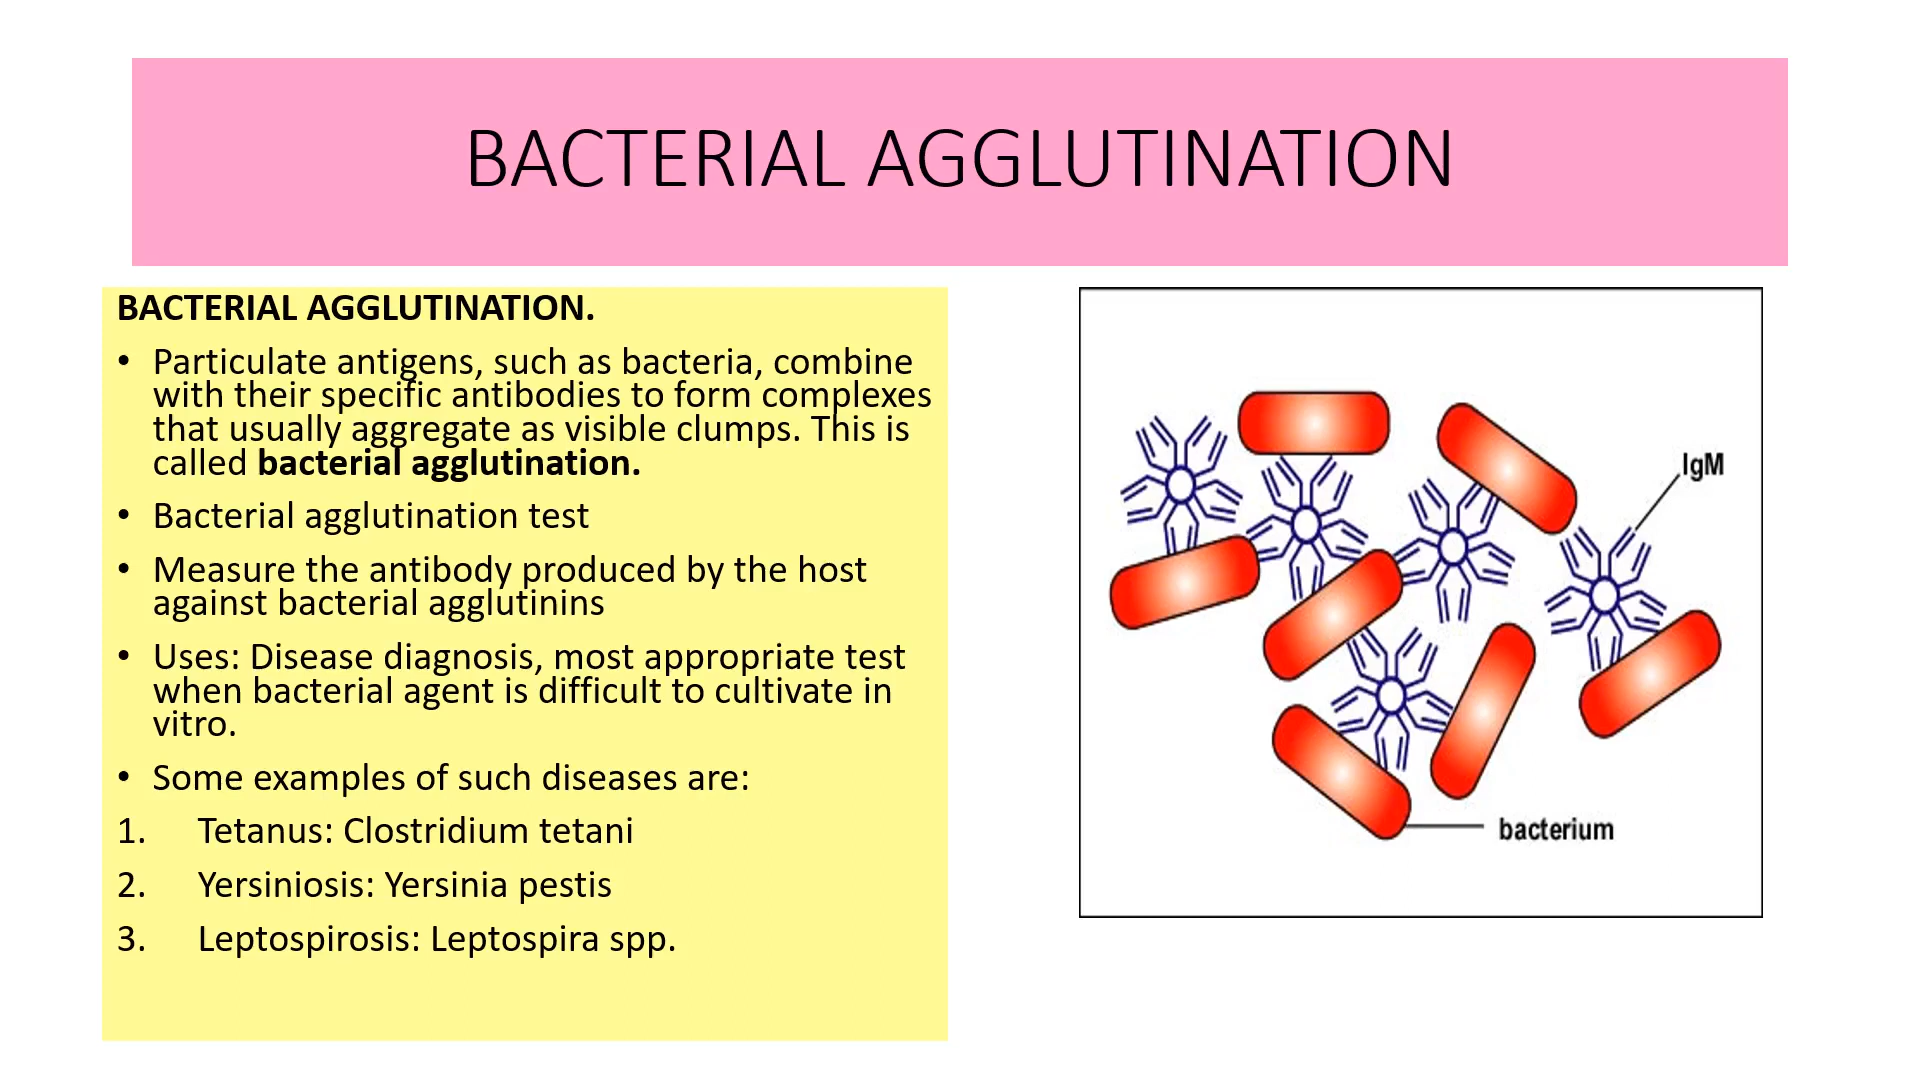 BACTERIAL AGGLUTINATION
BACTERIAL AGGLUTINATION.
• Particulate antigens, such as bacteria, combine
with their specific antibodies to form complexes
that usually aggregate as visible clumps. This is
called bacterial agglutination.
• Bacterial agglutination test
• Measure the antibody produced by the host
against bacterial agglutinins
• Uses: Disease diagnosis, most appropriate test
when bacterial agent is difficult to cultivate in
vitro.
• Some examples of such diseases are:
1. Tetanus: Clostridium tetani
2. Yersiniosis: Yersinia pestis
3. Leptospirosis: Leptospira spp.
IgM
bacterium